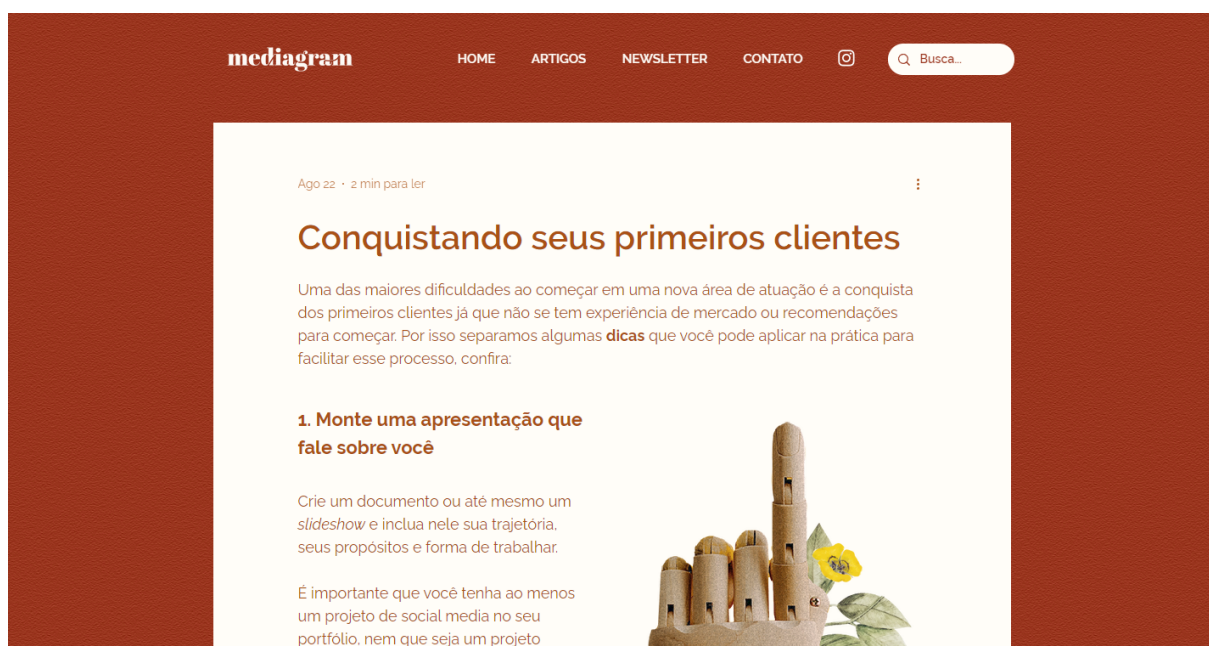 mediagram
HOME ARTIGOS NEWSLETTER CONTATO Busca...
Ago 22 · 2 min para ler
Conquistando seus primeiros clientes
Uma das maiores dificuldades ao começar em uma nova área de atuação é a conquista
dos primeiros clientes já que não se tem experiência de mercado ou recomendações
para começar. Por isso separamos algumas dicas que você pode aplicar na prática para
facilitar esse processo, confira:
1. Monte uma apresentação que
fale sobre você
Crie um documento ou até mesmo um
slideshow e inclua nele sua trajetória,
seus propósitos e forma de trabalhar.
É importante que você tenha ao menos
um projeto de social media no seu
portfólio, nem que seja um projeto